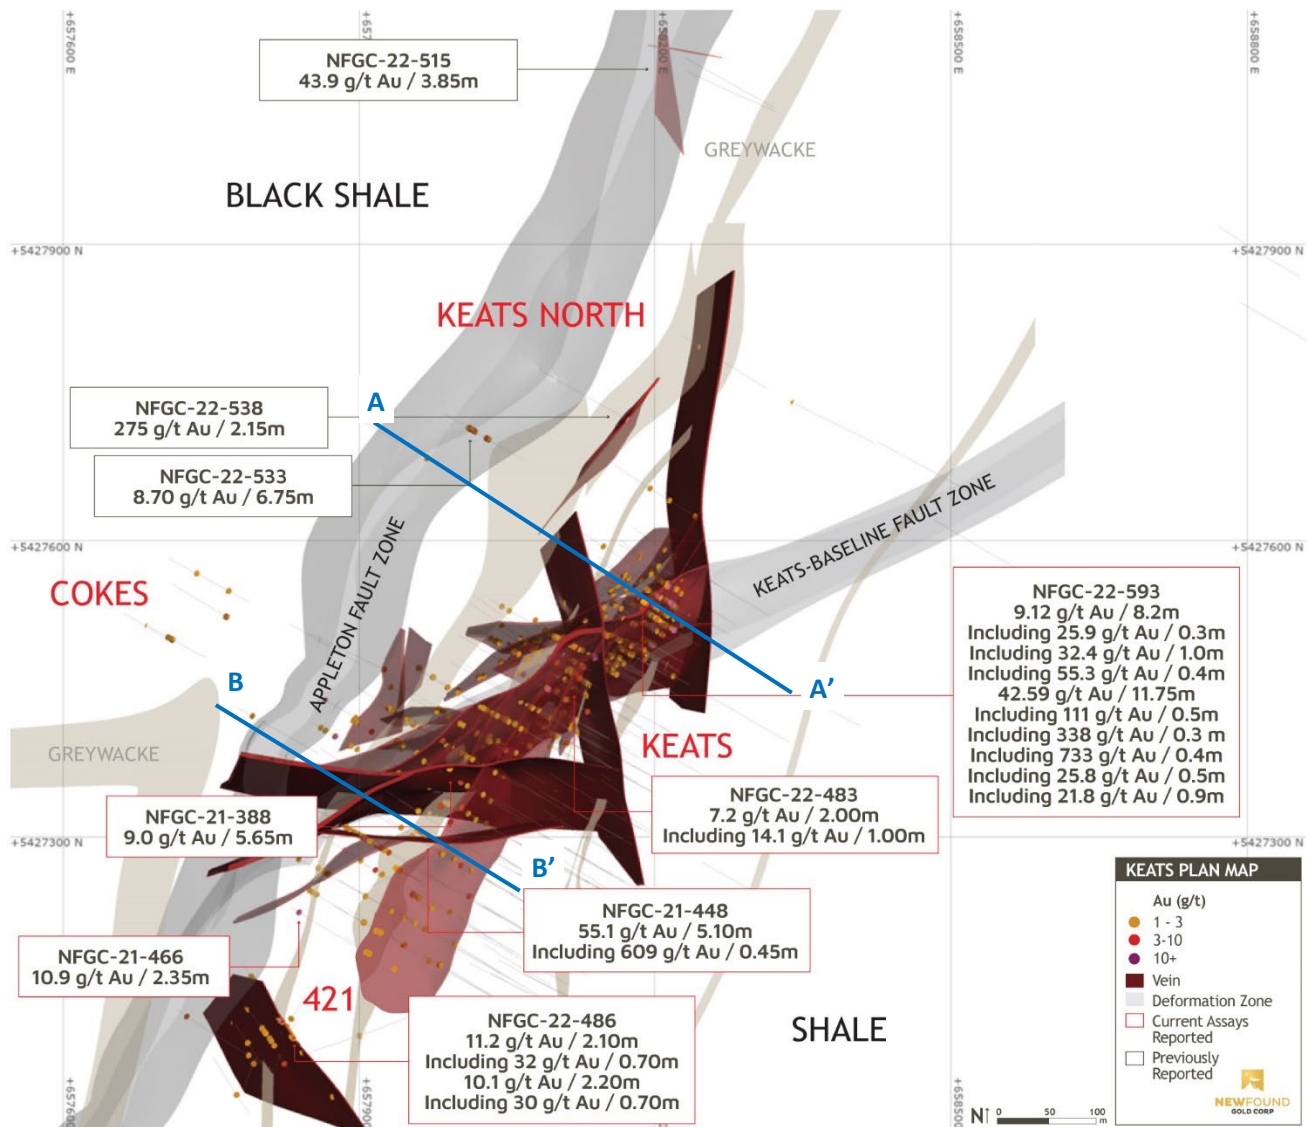 +657600 E
+657
+658200 E
+658500 E
+658800 E
NFGC-22-515
43.9 g/t Au / 3.85m
GREYWACKE
BLACK SHALE
+5427900 N
+5427900 N
KEATS NORTH
NFGC-22-538
275 g/t Au / 2.15m
A
NFGC-22-533
8.70 g/t Au / 6.75m
KEATS-BASELINE FAULT ZONE
+5427600 N
+5427600 N
APPLETON FAULT ZONE
COKES
NFGC-22-593
9.12 g/t Au / 8.2m
Including 25.9 g/t Au / 0.3m
Including 32.4 g/t Au / 1.0m
Including 55.3 g/t Au / 0.4m
42.59 g/t Au / 11.75m
Including 111 g/t Au / 0.5m
Including 338 g/t Au / 0.3 m
Including 733 g/t Au / 0.4m
Including 25.8 g/t Au / 0.5m
Including 21.8 g/t Au / 0.9m
B
A'
GREYWACKE
KEATS
NFGC-21-388
9.0 g/t Au / 5.65m
NFGC-22-483
7.2 g/t Au / 2.00m
Including 14.1 g/t Au / 1.00m
+5427300 N
+5427300 N
B'
NFGC-21-448
55.1 g/t Au / 5.10m
Including 609 g/t Au / 0.45m
NFGC-21-466
10.9 g/t Au / 2.35m
421
NFGC-22-486
11.2 g/t Au / 2.10m
Including 32 g/t Au / 0.70m
10.1 g/t Au / 2.20m
Including 30 g/t Au / 0.70m
SHALE
KEATS PLAN MAP
Au (g/t)
1 - 3
3-10
10+
Vein
Deformation Zone
Current Assays
Reported
Previously
Reported
NEWFOUND
GOLD CORP
N↑ 0 50 100
m
+657600
+657900
+658500